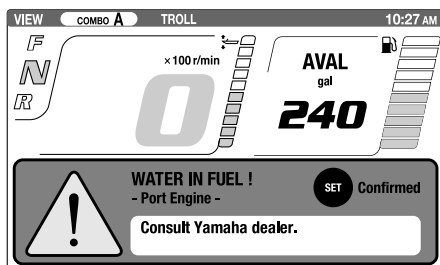 VIEW COMBO A TROLL 10:27 AM
F
N
R
×100 r/min
0
AVAL
gal
240
WATER IN FUEL !
- Port Engine -
SET Confirmed
Consult Yamaha dealer.